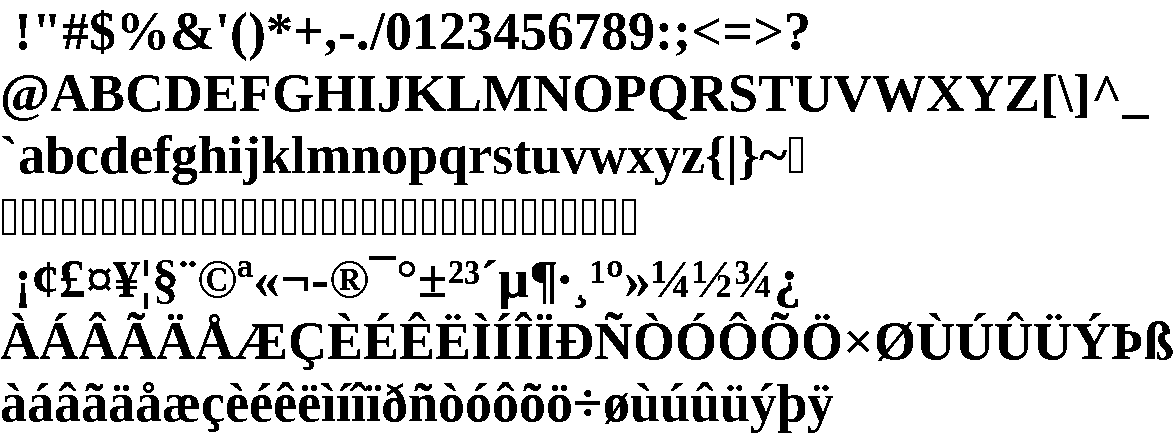 !"#$%&'()*+,-./0123456789:;<=>?
@ABCDEFGHIJKLMNOPQRSTUVWXYZ[\]^_
`abcdefghijklmnopqrstuvwxyz{|}~
¡¢£¤¥¦§¨©ª«¬-®¯°±²³´µ¶·¸¹º»¼½¾¿
ÀÁÂÃÄÅÆÇÈÉÊËÌÍÎÏÐÑÒÓÔÕÖ×ØÙÚÛÜÝÞß
àáâãäåæçèéêëìíîïðñòóôõö÷øùúûüýþÿ